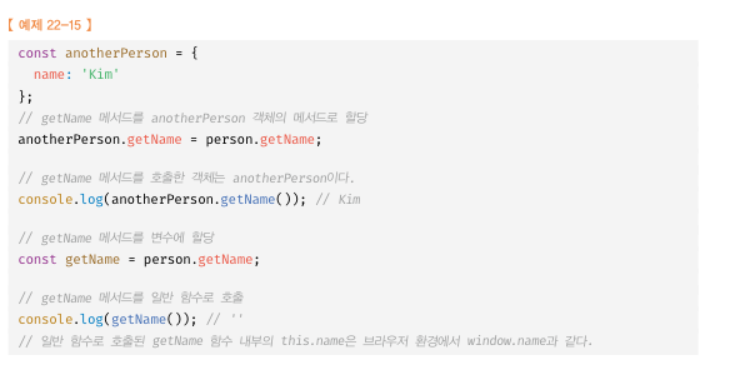 【 예제 22-15 】
const anotherPerson = {
  name: 'Kim'
};
// getName 메서드를 anotherPerson 객체의 메서드로 할당
anotherPerson.getName = person.getName;

// getName 메서드를 호출한 객체는 anotherPerson이다.
console.log(anotherPerson.getName()); // Kim

// getName 메서드를 변수에 할당
const getName = person.getName;

// getName 메서드를 일반 함수로 호출
console.log(getName()); // ''
// 일반 함수로 호출된 getName 함수 내부의 this.name은 브라우저 환경에서 window.name과 같다.